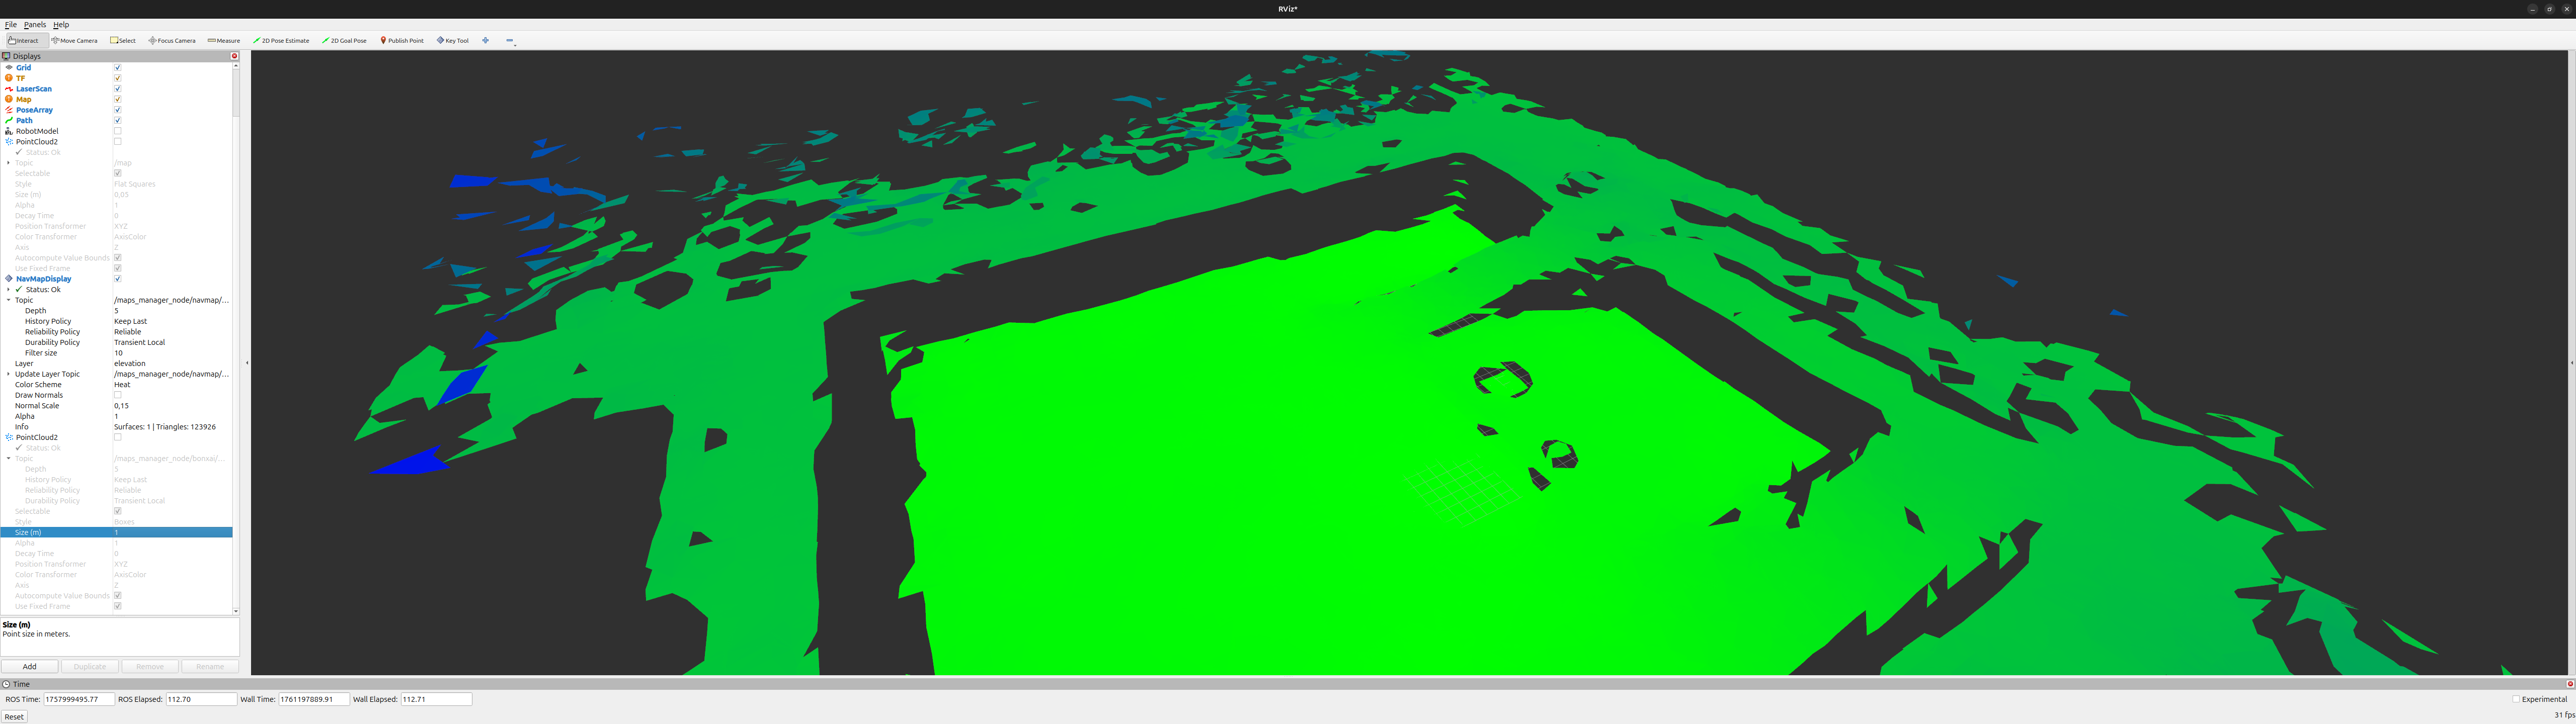 RViz*
File Panels Help
Interact Move Camera Select Focus Camera Measure 2D Pose Estimate 2D Goal Pose Publish Point Key Tool
Displays
Grid
TF
LaserScan
Map
PoseArray
Path
RobotModel
PointCloud2
Status: Ok
Topic /map
Selectable
Style Flat Squares
Size (m) 0,05
Alpha 1
Decay Time 0
Position Transformer XYZ
Color Transformer AxisColor
Axis Z
Autocompute Value Bounds
Use Fixed Frame
NavMapDisplay
Status: Ok
Topic /maps_manager_node/navmap/...
Depth 5
History Policy Keep Last
Reliability Policy Reliable
Durability Policy Transient Local
Filter size 10
Layer elevation
Update Layer Topic /maps_manager_node/navmap/...
Color Scheme Heat
Draw Normals
Normal Scale 0,15
Alpha 1
Info Surfaces: 1 | Triangles: 123926
PointCloud2
Status: Ok
Topic /maps_manager_node/bonxai/...
Depth 5
History Policy Keep Last
Reliability Policy Reliable
Durability Policy Transient Local
Selectable
Style Boxes
Size (m) 1
Alpha 1
Decay Time 0
Position Transformer XYZ
Color Transformer AxisColor
Axis Z
Autocompute Value Bounds
Use Fixed Frame
Size (m)
Point size in meters.
Add Duplicate Remove Rename
Time
ROS Time: 1757999495.77 ROS Elapsed: 112.70 Wall Time: 1761197889.91 Wall Elapsed: 112.71 Experimental
Reset 31 fps